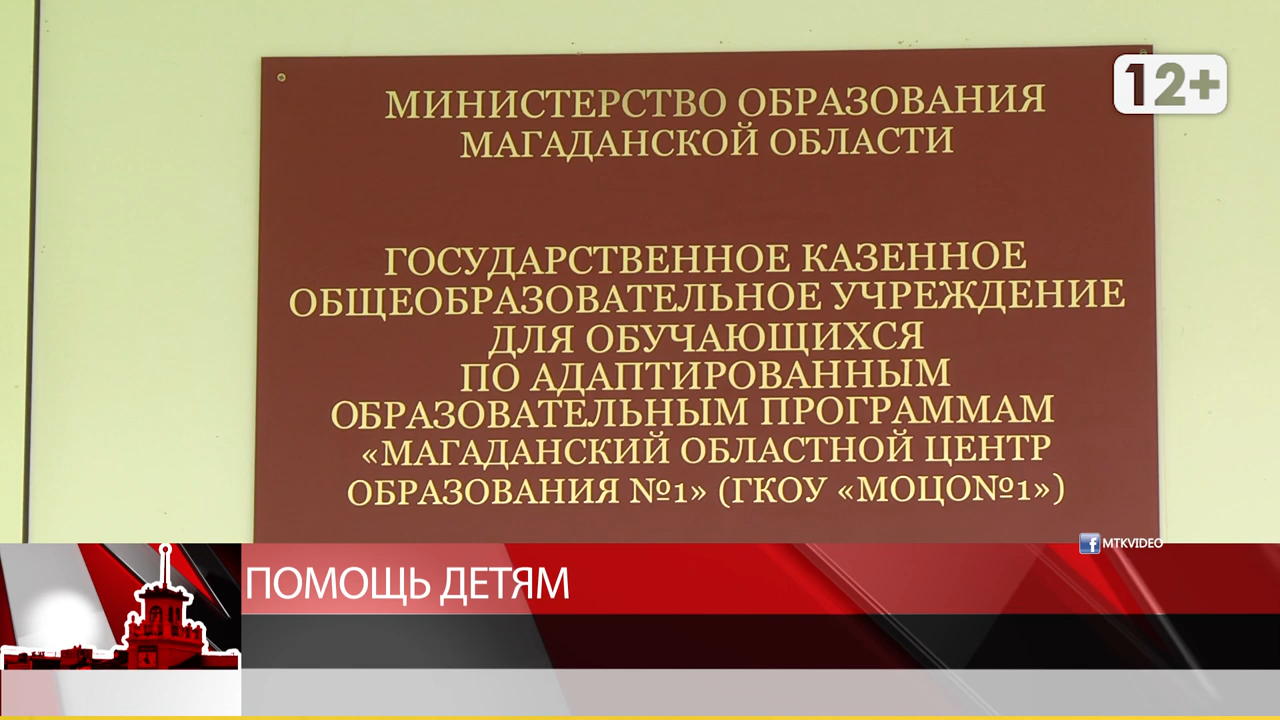 12+
МИНИСТЕРСТВО ОБРАЗОВАНИЯ
МАГАДАНСКОЙ ОБЛАСТИ
ГОСУДАРСТВЕННОЕ КАЗЕННОЕ
ОБЩЕОБРАЗОВАТЕЛЬНОЕ УЧРЕЖДЕНИЕ
ДЛЯ ОБУЧАЮЩИХСЯ
ПО АДАПТИРОВАННЫМ
ОБРАЗОВАТЕЛЬНЫМ ПРОГРАММАМ
«МАГАДАНСКИЙ ОБЛАСТНОЙ ЦЕНТР
ОБРАЗОВАНИЯ №1» (ГКОУ «МОЦО№1»)
f MTKVIDEO
ПОМОЩЬ ДЕТЯМ